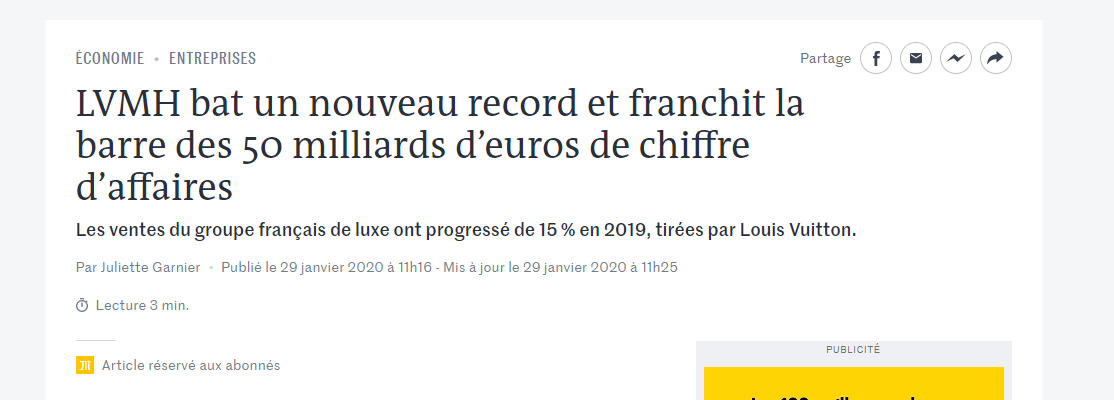 ÉCONOMIE • ENTREPRISES
Partage
LVMH bat un nouveau record et franchit la
barre des 50 milliards d’euros de chiffre
d’affaires
Les ventes du groupe français de luxe ont progressé de 15 % en 2019, tirées par Louis Vuitton.
Par Juliette Garnier • Publié le 29 janvier 2020 à 11h16 - Mis à jour le 29 janvier 2020 à 11h25
Lecture 3 min.
Article réservé aux abonnés
PUBLICITÉ